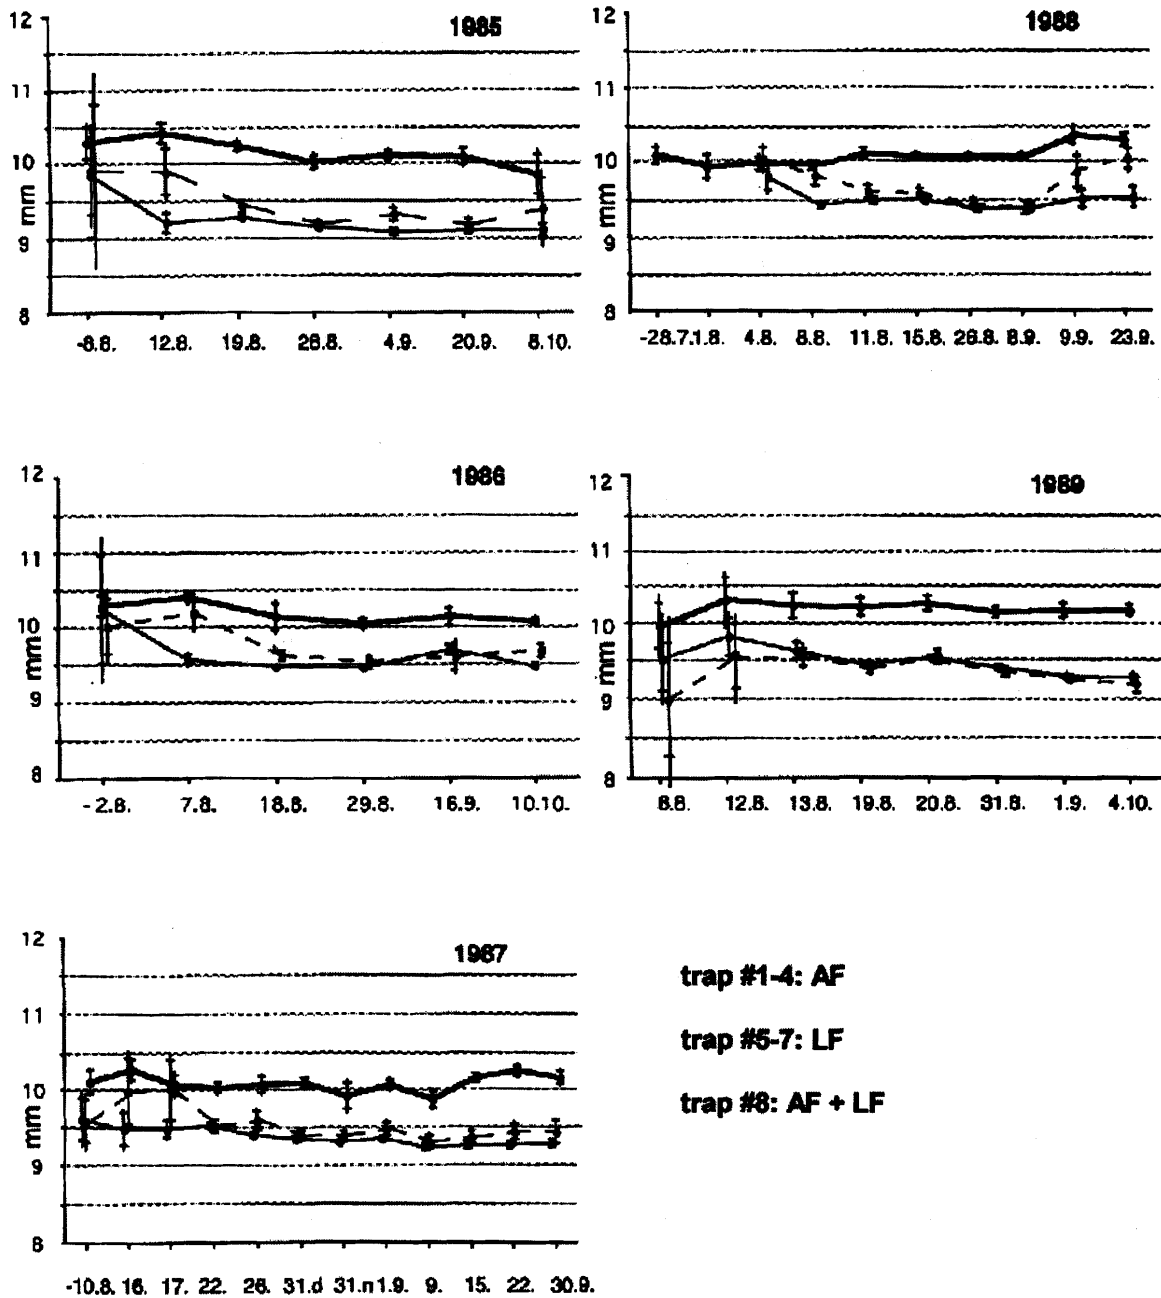 1985
12
11
10
9
8
mm
-8.8. 12.8. 19.8. 28.8. 4.9. 20.9. 8.10.
1988
12
11
10
9
8
mm
-28.7. 1.8. 4.8. 8.8. 11.8. 15.8. 26.8. 8.9. 9.9. 23.9.
1986
12
11
10
9
8
mm
-2.8. 7.8. 18.8. 29.8. 16.9. 10.10.
1989
12
11
10
9
8
mm
8.8. 12.8. 13.8. 19.8. 20.8. 31.8. 1.9. 4.10.
1987
12
11
10
9
8
mm
-10.8. 16. 17. 22. 26. 31.d 31.n 1.9. 9. 15. 22. 30.9.
trap #1-4: AF
trap #5-7: LF
trap #8: AF + LF